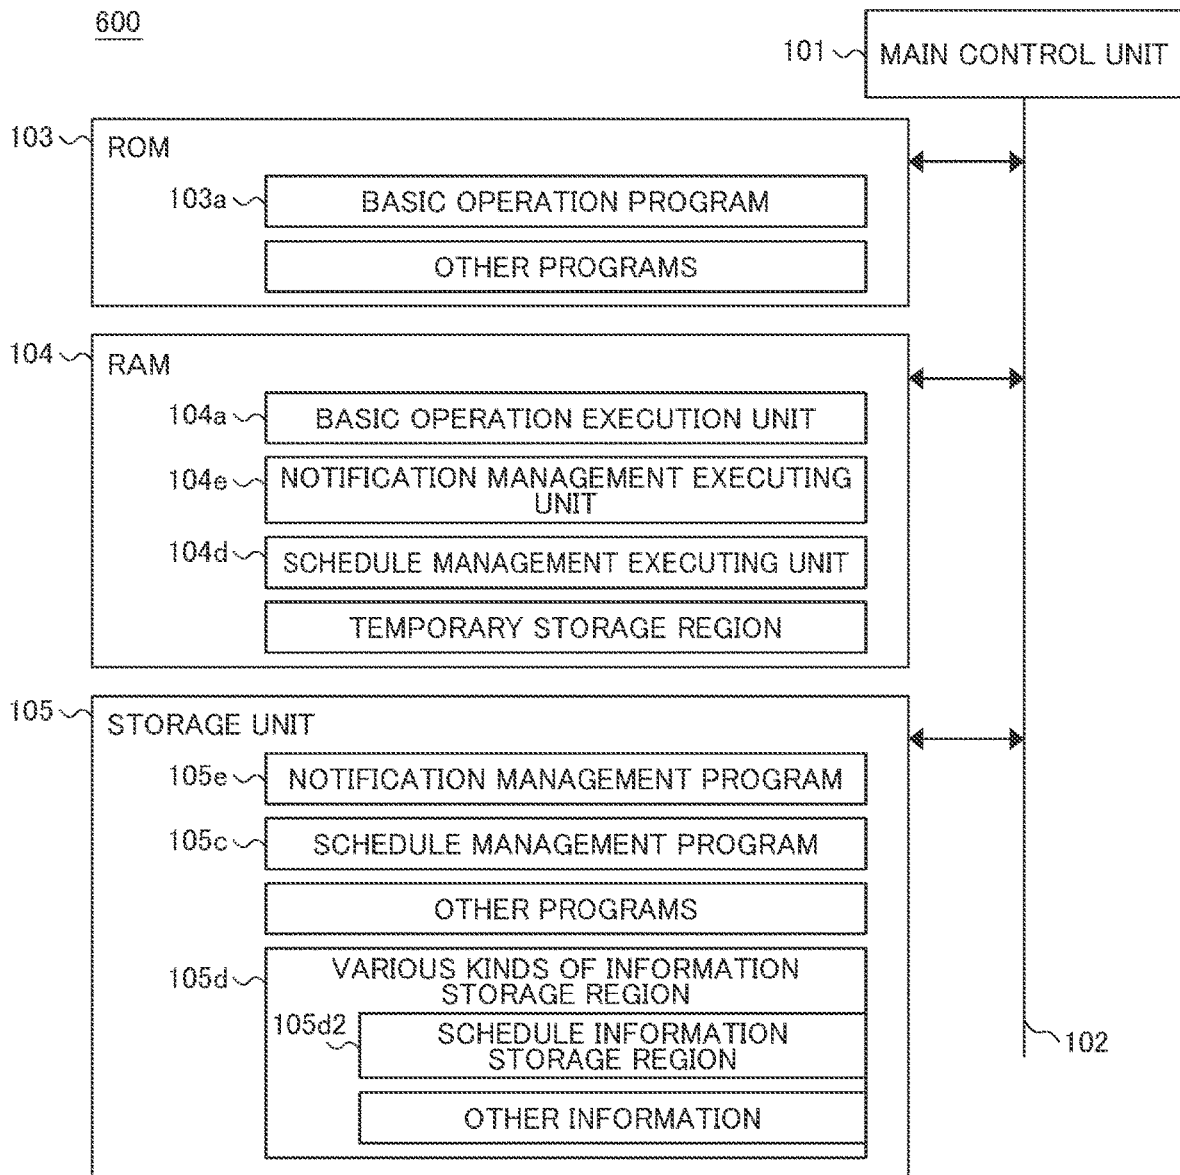 600
101
MAIN CONTROL UNIT
103
ROM
103a
BASIC OPERATION PROGRAM
OTHER PROGRAMS
104
RAM
104a
BASIC OPERATION EXECUTION UNIT
104e
NOTIFICATION MANAGEMENT EXECUTING
UNIT
104d
SCHEDULE MANAGEMENT EXECUTING UNIT
TEMPORARY STORAGE REGION
105
STORAGE UNIT
105e
NOTIFICATION MANAGEMENT PROGRAM
105c
SCHEDULE MANAGEMENT PROGRAM
OTHER PROGRAMS
105d
VARIOUS KINDS OF INFORMATION
STORAGE REGION
105d2
SCHEDULE INFORMATION
STORAGE REGION
102
OTHER INFORMATION